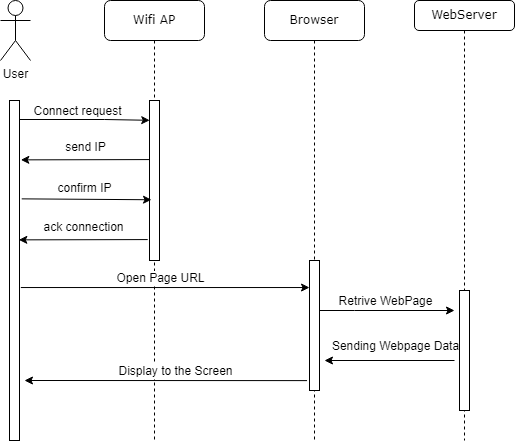 Wifi AP
Browser
WebServer
User
Connect request
send IP
confirm IP
ack connection
Open Page URL
Retrive WebPage
Sending Webpage Data
Display to the Screen